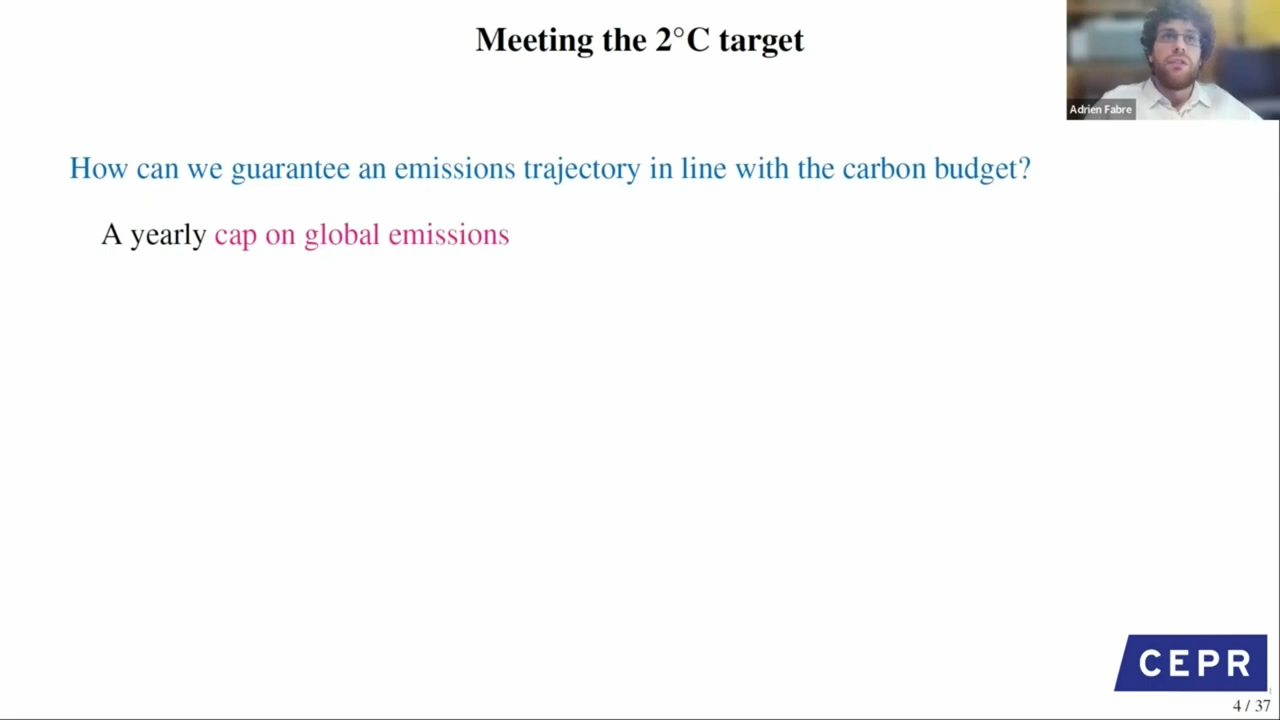 Meeting the 2°C target
Adrien Fabre
How can we guarantee an emissions trajectory in line with the carbon budget?
A yearly cap on global emissions
CEPR
4 / 37